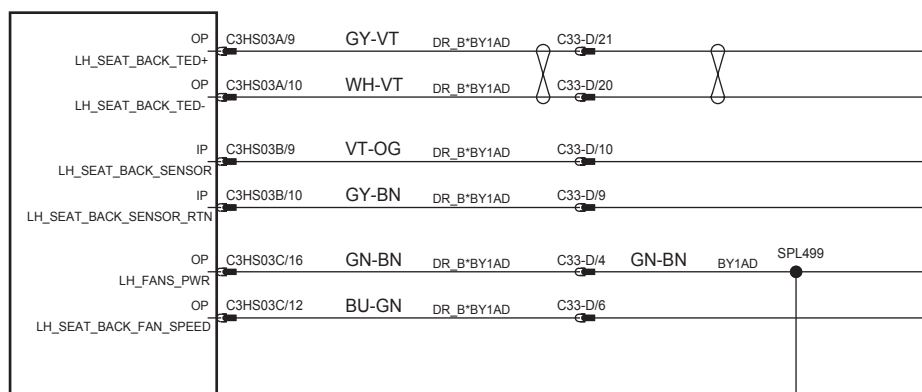 OP C3HS03A/9 GY-VT DR_B*BY1AD C33-D/21
LH_SEAT_BACK_TED+
OP C3HS03A/10 WH-VT DR_B*BY1AD C33-D/20
LH_SEAT_BACK_TED-
IP C3HS03B/9 VT-OG DR_B*BY1AD C33-D/10
LH_SEAT_BACK_SENSOR
IP C3HS03B/10 GY-BN DR_B*BY1AD C33-D/9
LH_SEAT_BACK_SENSOR_RTN
OP C3HS03C/16 GN-BN DR_B*BY1AD C33-D/4 GN-BN BY1AD SPL499
LH_FANS_PWR
OP C3HS03C/12 BU-GN DR_B*BY1AD C33-D/6
LH_SEAT_BACK_FAN_SPEED